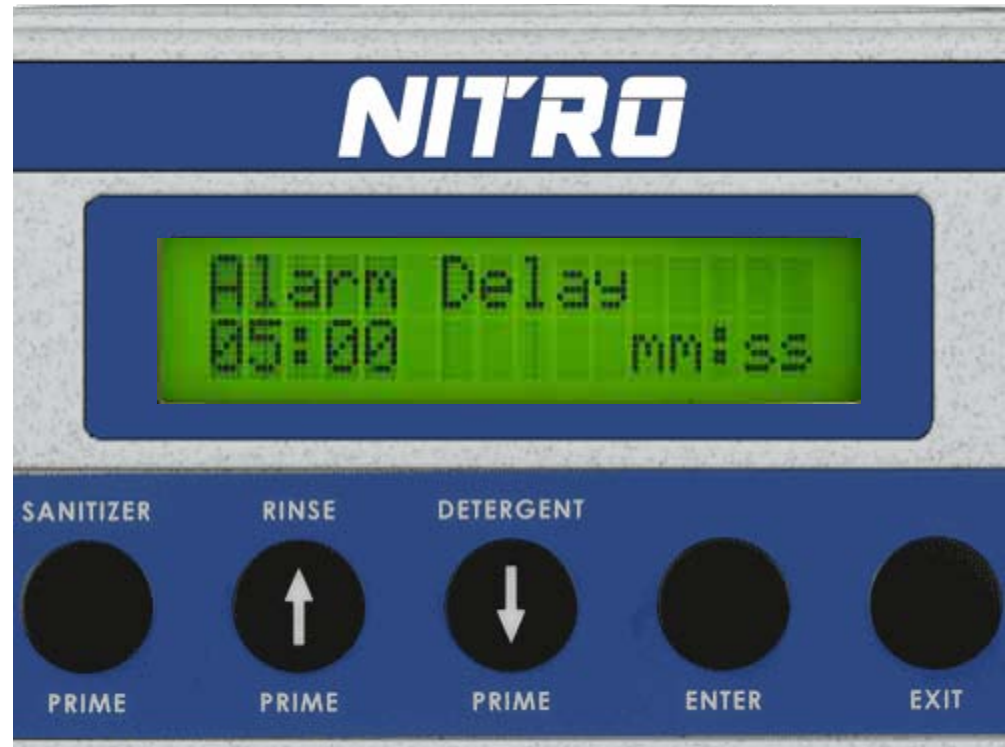 NITRO
Alarm Delay
05:00 mm:ss
SANITIZER RINSE DETERGENT
PRIME PRIME PRIME ENTER EXIT